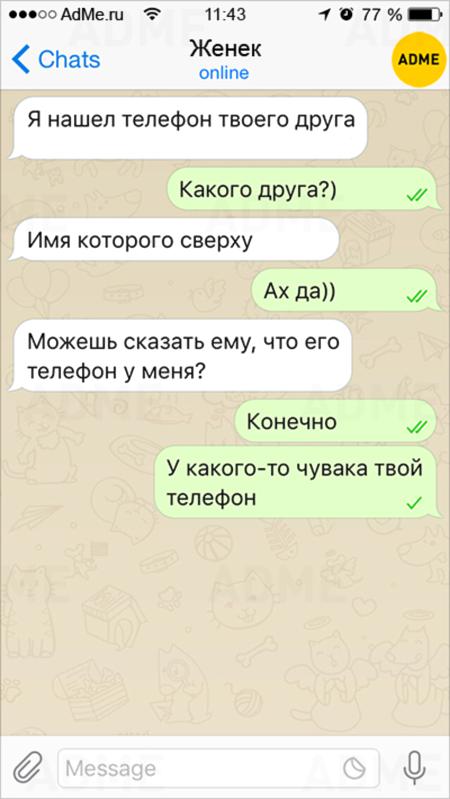 AdMe.ru 11:43 77 %
Chats Женек ADME
online
Я нашел телефон твоего друга
Какого друга?)
Имя которого сверху
Ах да))
Можешь сказать ему, что его
телефон у меня?
Конечно
У какого-то чувака твой
телефон
ADME
Message